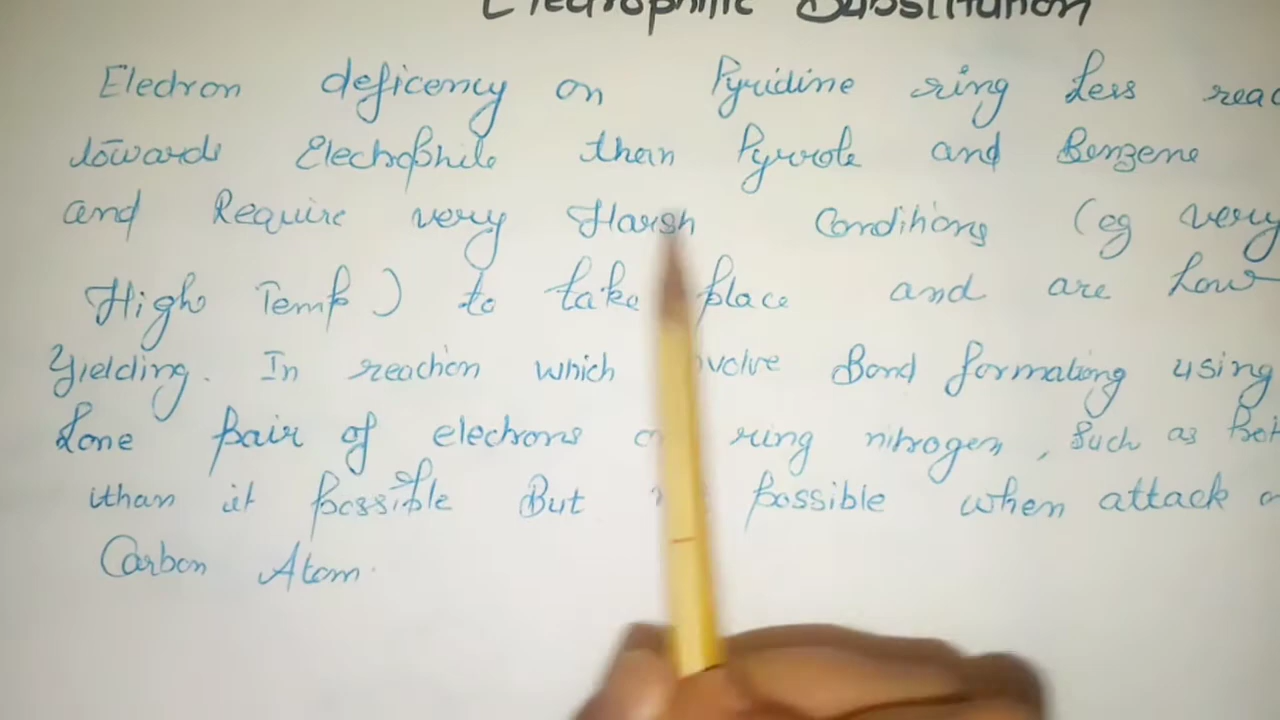 Electrophilic Substitution
Electron deficency on Pyridine ring Less reac
towards Electrophile than Pyrrole and Benzene
and Require very Harsh Conditions (eg very
High Temp) to take place and are Low
Yielding. In reaction which volve Bond formationg using
Lone pair of electrons ring nitrogen, Such as
than it possible But possible when attack
Carbon Atom.